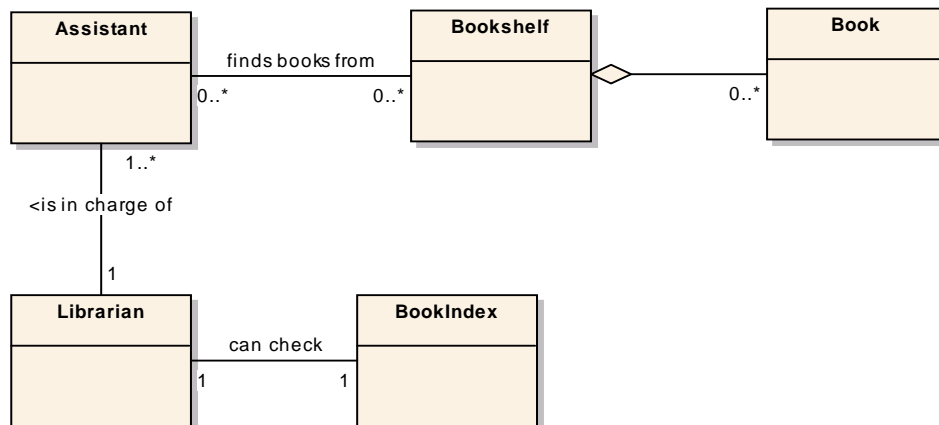 Assistant
Bookshelf
Book
finds books from
0..*
0..*
0..*
1..*
<is in charge of
1
Librarian
BookIndex
can check
1
1